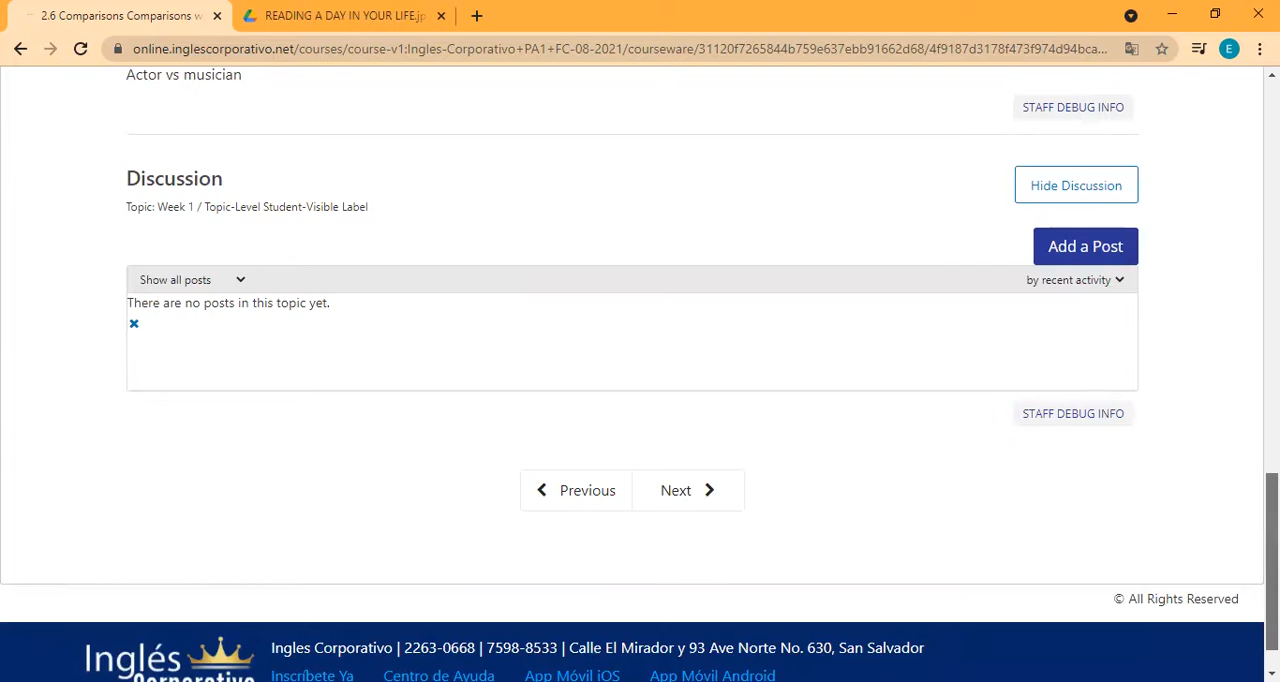 2.6 Comparisons Comparisons w
READING A DAY IN YOUR LIFE.jp
online.inglescorporativo.net/courses/course-v1:Ingles-Corporativo+PA1+FC-08-2021/courseware/31120f7265844b759e637ebb91662d68/4f9187d3178f473f974d94bca...
E
Actor vs musician
STAFF DEBUG INFO
Discussion
Hide Discussion
Topic: Week 1 / Topic-Level Student-Visible Label
Add a Post
Show all posts
by recent activity
There are no posts in this topic yet.
STAFF DEBUG INFO
Previous
Next
© All Rights Reserved
Inglés Corporativo
Ingles Corporativo | 2263-0668 | 7598-8533 | Calle El Mirador y 93 Ave Norte No. 630, San Salvador
Inscríbete Ya Centro de Ayuda App Móvil iOS App Móvil Android